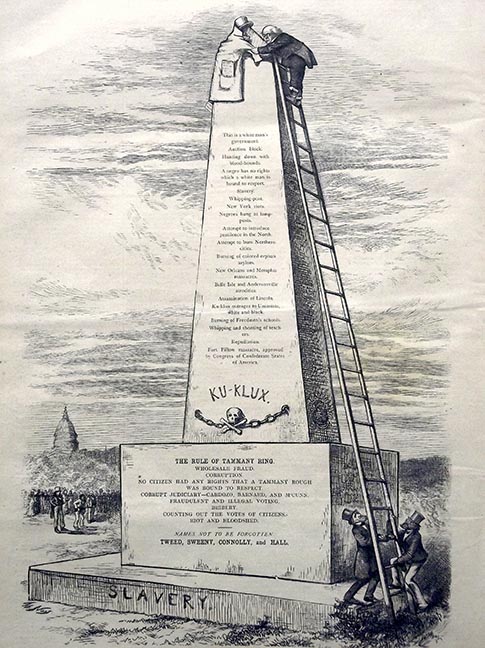 This is a white man's
government.
Auction Block.
Hunting down with
blood-hounds.
A negro has no rights
which a white man is
bound to respect.
Slavery.
Whipping-post.
New York riots.
Negroes hung to lamp-
posts.
Attempt to introduce
pestilence in the North.
Attempt to burn Northern
cities.
Burning of colored orphan
asylums.
New Orleans and Memphis
massacres.
Belle Isle and Andersonville
atrocities.
Assassination of Lincoln.
Ku-klux outrages toUnionists,
white and black.
Burning of Freedmen's schools.
Whipping and shooting of teach-
ers.
Repudiation.
Fort Pillow massacre, approved
by Congress of Confederate States
of America.
KU-KLUX.
THE RULE OF TAMMANY RING.
WHOLESALE FRAUD.
CORRUPTION.
NO CITIZEN HAD ANY RIGHTS THAT A TAMMANY ROUGH
WAS BOUND TO RESPECT.
CORRUPT JUDICIARY—CARDOZO, BARNARD, AND M'CUNN.
FRAUDULENT AND ILLEGAL VOTING.
BRIBERY.
COUNTING OUT THE VOTES OF CITIZENS.
RIOT AND BLOODSHED.
NAMES NOT TO BE FORGOTTEN:
TWEED, SWEENY, CONNOLLY, and HALL.
SLAVERY.